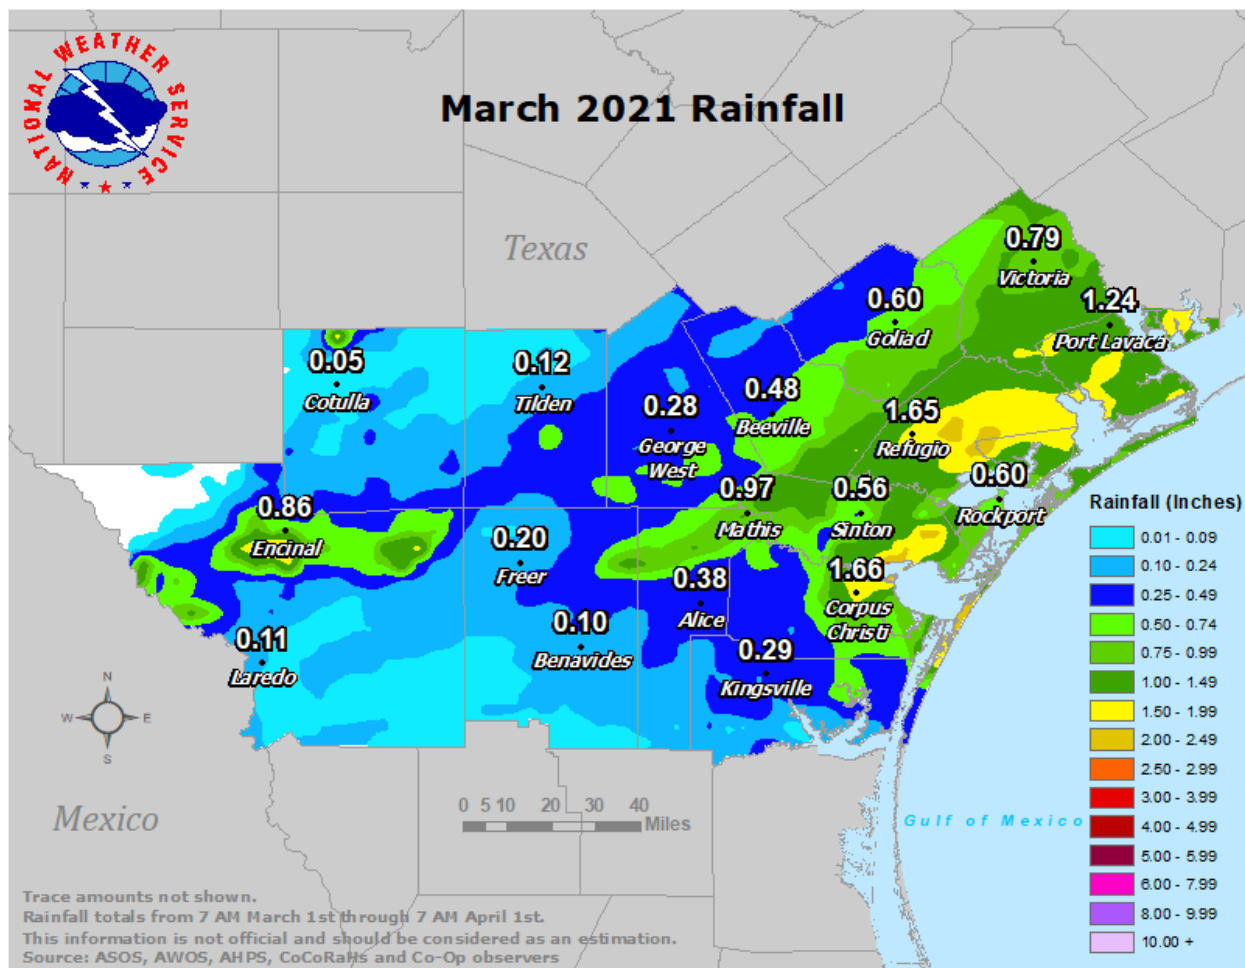 NATIONAL WEATHER SERVICE
March 2021 Rainfall
Texas
0.79
Victoria
1.24
Port Lavaca
0.60
Goliad
0.05
Cotulla
0.12
Tilden
0.28
George
West
0.48
Beeville
1.65
Refugio
0.86
Encinal
0.97
Mathis
0.56
Sinton
0.60
Rockport
0.20
Freer
0.38
Alice
1.66
Corpus
Christi
0.11
Laredo
0.10
Benavides
0.29
Kingsville
N
W E
S
Mexico
0 5 10 20 30 40
Miles
Gulf of Mexico
Rainfall (Inches)
0.01 - 0.09
0.10 - 0.24
0.25 - 0.49
0.50 - 0.74
0.75 - 0.99
1.00 - 1.49
1.50 - 1.99
2.00 - 2.49
2.50 - 2.99
3.00 - 3.99
4.00 - 4.99
5.00 - 5.99
6.00 - 7.99
8.00 - 9.99
10.00 +
Trace amounts not shown.
Rainfall totals from 7 AM March 1st through 7 AM April 1st.
This information is not official and should be considered as an estimation.
Source: ASOS, AWOS, AHPS, CoCoRaHs and Co-Op observers